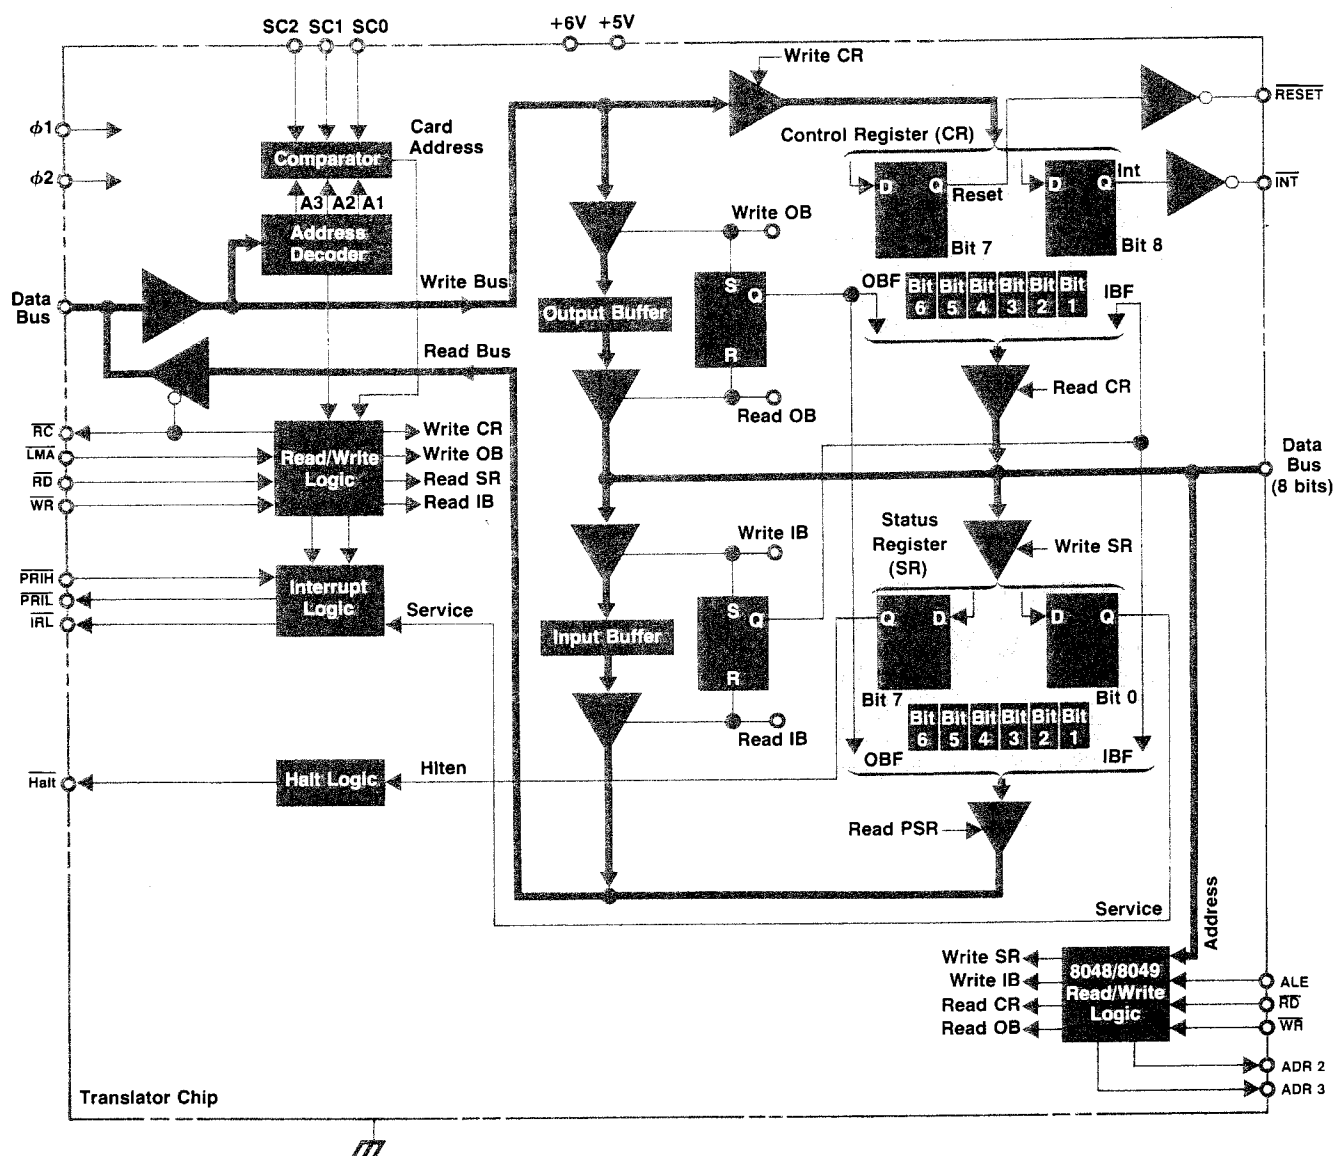 SC2 SC1 SC0
+6V +5V
Write CR
RESET
ϕ1
Card
Address
Control Register (CR)
Comparator
ϕ2
Int
INT
D Q
D Q
Reset
A3 A2 A1
Write OB
Address
Decoder
Bit 7
Bit 8
Write Bus
OBF
Bit 6
Bit 5
Bit 4
Bit 3
Bit 2
Bit 1
IBF
Data
Bus
S
Q
R
Output Buffer
Read Bus
Read CR
Read OB
RC
Write CR
LMA
Read/Write
Logic
Write OB
RD
Read SR
WR
Read IB
Data
Bus
(8 bits)
Status
Register
(SR)
Write IB
Write SR
PRIH
Interrupt
Logic
PRIL
Service
IRL
S
Q
R
Q D
D Q
Input Buffer
Bit 7
Bit 0
Bit 6
Bit 5
Bit 4
Bit 3
Bit 2
Bit 1
Read IB
OBF
IBF
Halt
Halt Logic
Hlten
Read PSR
Service
Address
Write SR
Write IB
Read CR
Read OB
8048/8049
Read/Write
Logic
ALE
RD
WR
ADR 2
ADR 3
Translator Chip